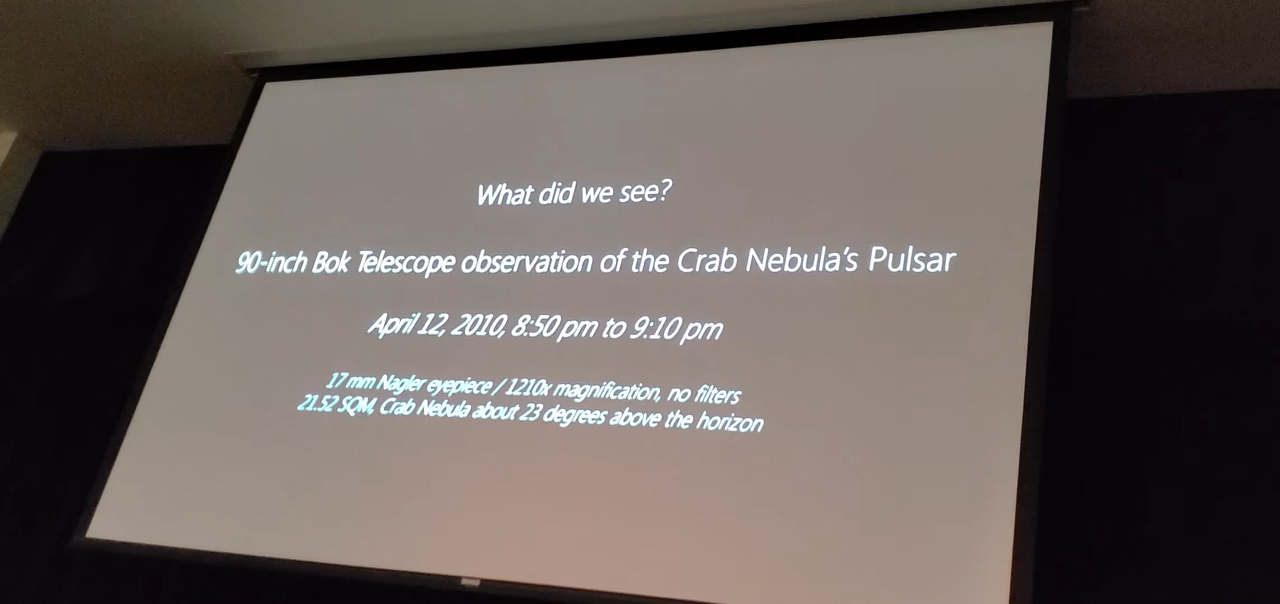 What did we see?
90-inch Bok Telescope observation of the Crab Nebula's Pulsar
April 12, 2010, 8:50 pm to 9:10 pm
17 mm Nagler eyepiece / 1210x magnification, no filters
21.52 SQM, Crab Nebula about 23 degrees above the horizon